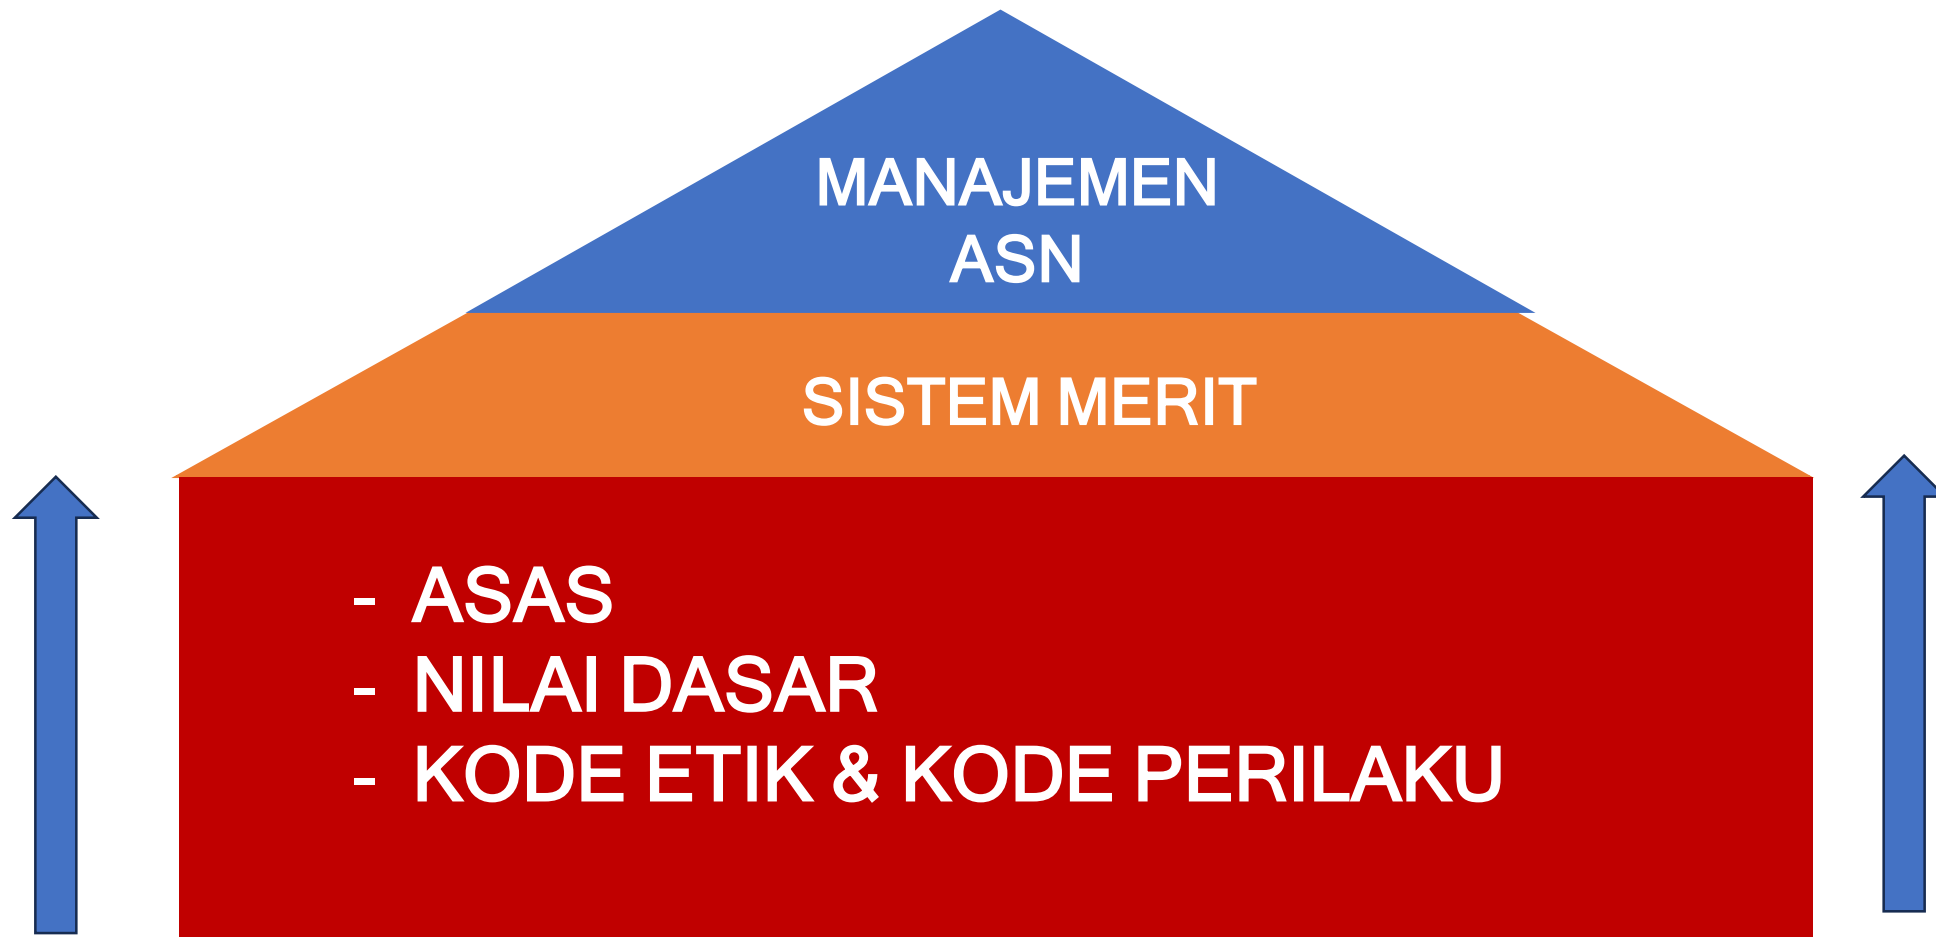 MANAJEMEN
ASN
SISTEM MERIT
- ASAS
- NILAI DASAR
- KODE ETIK & KODE PERILAKU